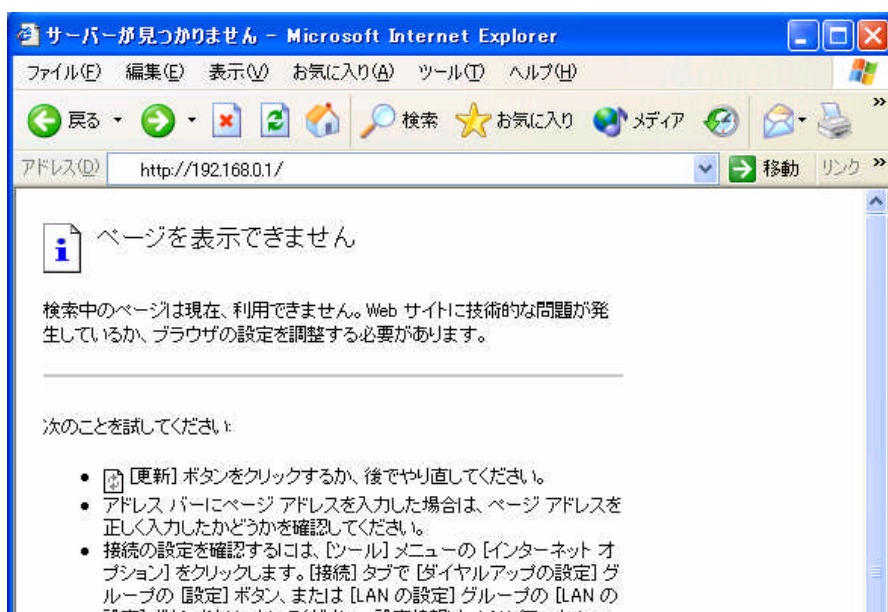 サーバーが見つかりません - Microsoft Internet Explorer
ファイル(F) 編集(E) 表示(V) お気に入り(A) ツール(T) ヘルプ(H)
戻る 検索 お気に入り メディア »
アドレス(D) http://192.168.0.1/ 移動 リンク »
ページを表示できません
検索中のページは現在、利用できません。Web サイトに技術的な問題が発
生しているか、ブラウザの設定を調整する必要があります。
次のことを試してください:
• [更新] ボタンをクリックするか、後でやり直してください。
• アドレス バーにページ アドレスを入力した場合は、ページ アドレスを
正しく入力したかどうかを確認してください。
• 接続の設定を確認するには、[ツール] メニューの [インターネット オ
プション] をクリックします。[接続] タブで [ダイヤルアップの設定] グ
ループの [設定] ボタン、または [LAN の設定] グループの [LAN の